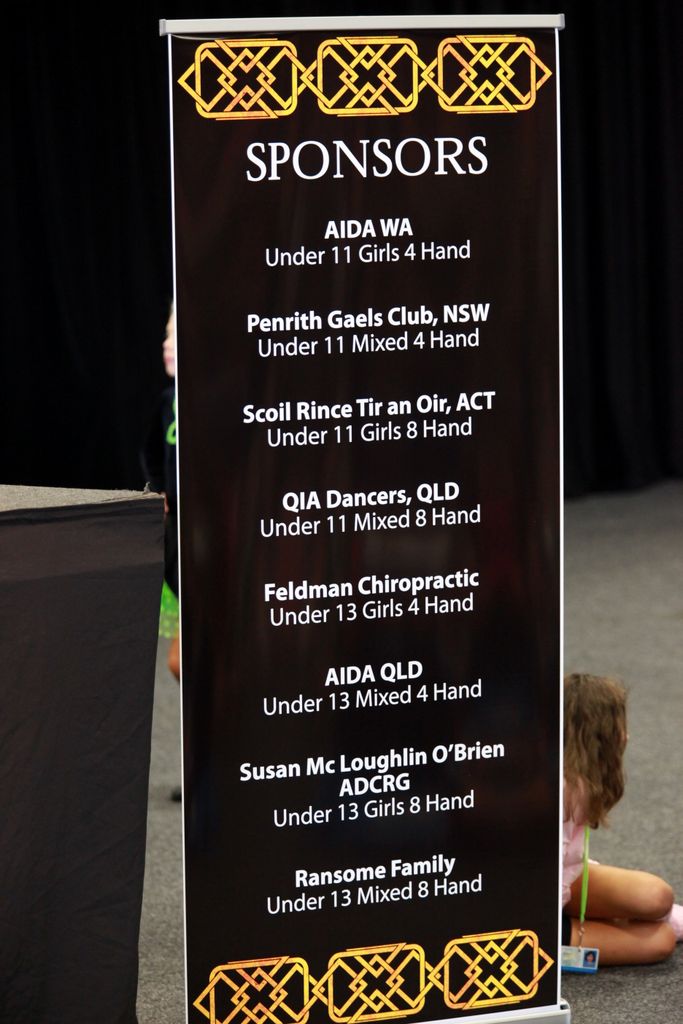 SPONSORS
AIDA WA
Under 11 Girls 4 Hand
Penrith Gaels Club, NSW
Under 11 Mixed 4 Hand
Scoil Rince Tir an Oir, ACT
Under 11 Girls 8 Hand
QIA Dancers, QLD
Under 11 Mixed 8 Hand
Feldman Chiropractic
Under 13 Girls 4 Hand
AIDA QLD
Under 13 Mixed 4 Hand
Susan Mc Loughlin O'Brien
ADCRG
Under 13 Girls 8 Hand
Ransome Family
Under 13 Mixed 8 Hand